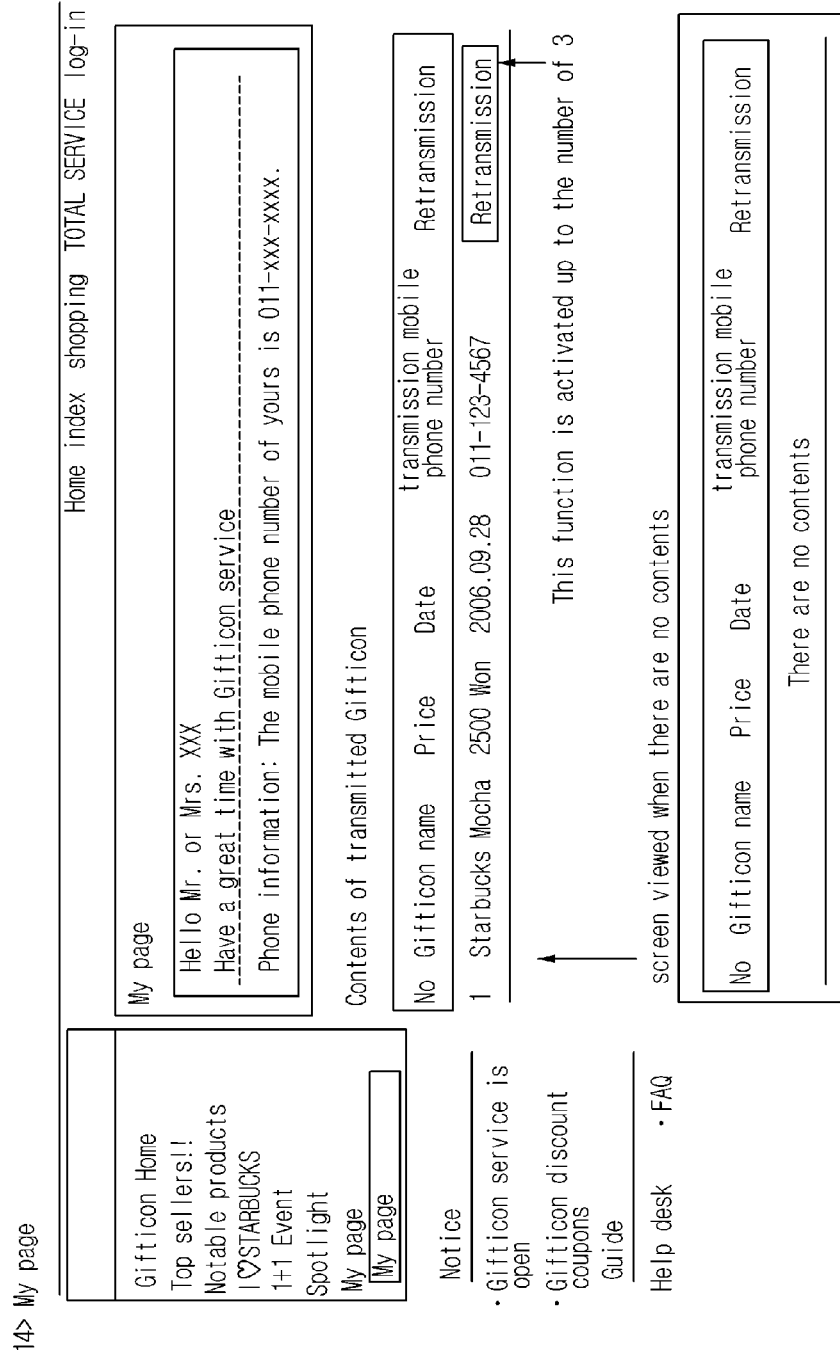 14> My page
Home index shopping TOTAL SERVICE log-in
Gifticon Home
Top sellers!!
Notable products
I♡STARBUCKS
1+1 Event
Spotlight
My page
My page
Notice
· Gifticon service is
open
· Gifticon discount
coupons
Guide
Help desk · FAQ
My page
Hello Mr. or Mrs. XXX
Have a great time with Gifticon service
Phone information: The mobile phone number of yours is 011-xxx-xxxx.
Contents of transmitted Gifticon
No Gifticon name Price Date transmission mobile phone number Retransmission
1 Starbucks Mocha 2500 Won 2006.09.28 011-123-4567 Retransmission
This function is activated up to the number of 3
screen viewed when there are no contents
No Gifticon name Price Date transmission mobile phone number Retransmission
There are no contents